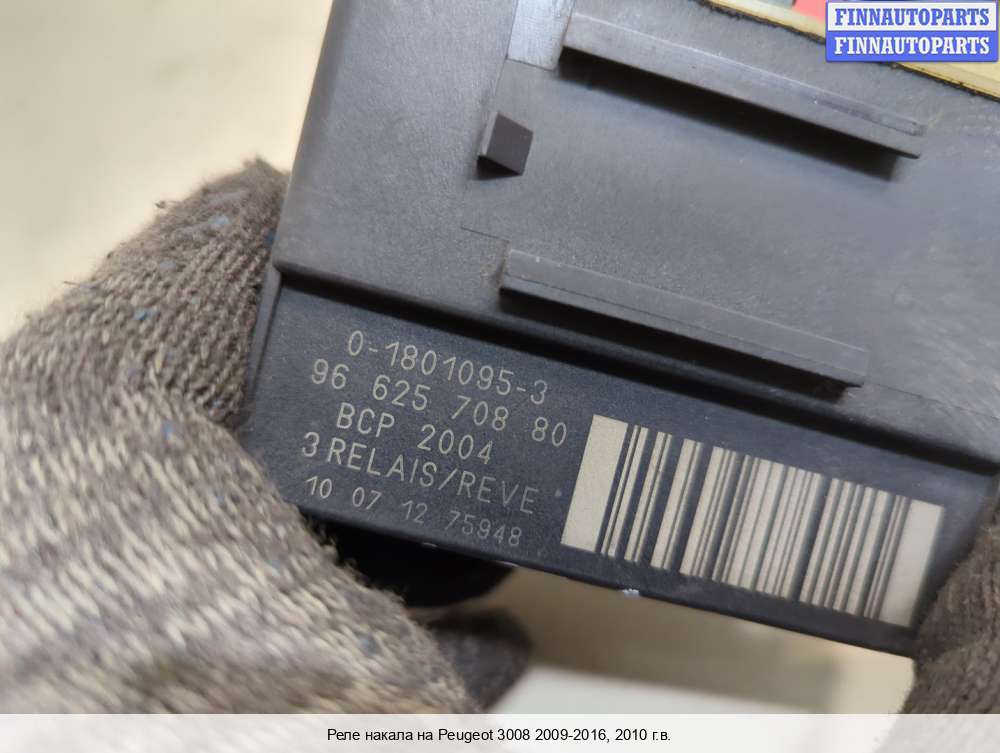 FINNAUTOPARTS
FINNAUTOPARTS
0-1801095-3
96 625 708 80
BCP 2004
3 RELAIS/REVE
10 07 12 75948
Реле накала на Peugeot 3008 2009-2016, 2010 г.в.